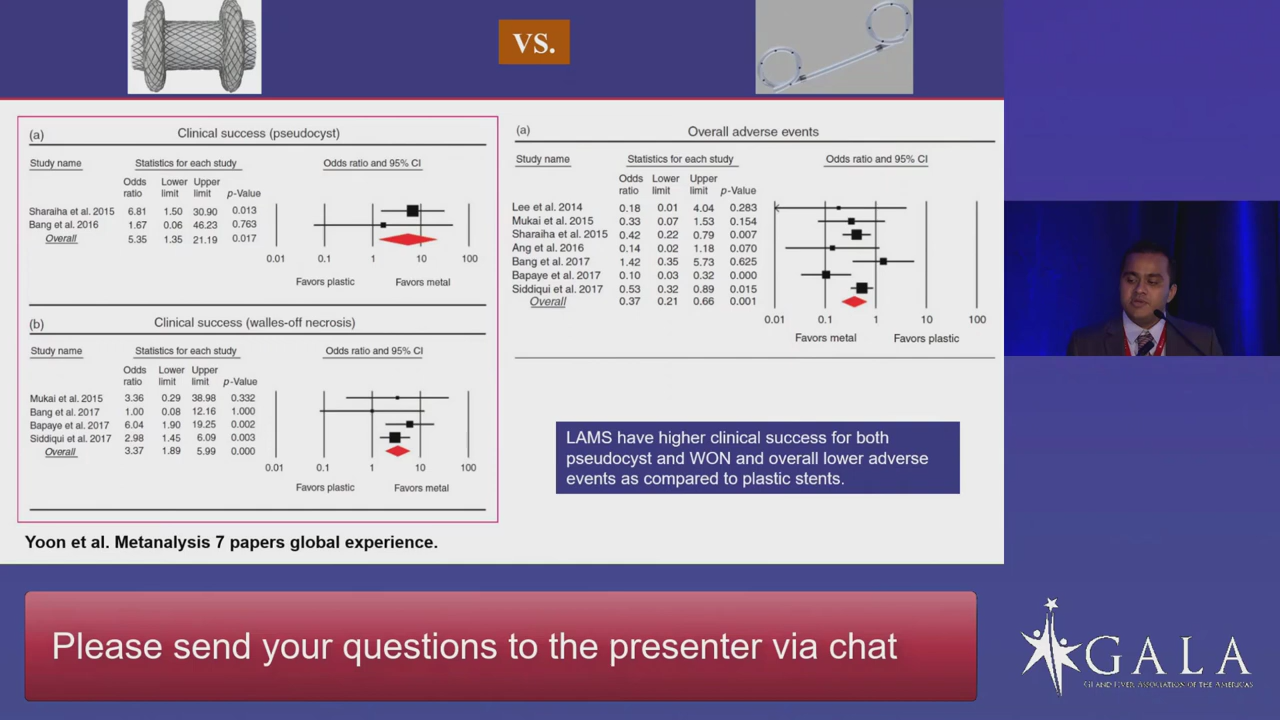 VS.
(a) Clinical success (pseudocyst)
Study name Statistics for each study Odds ratio and 95% CI
Odds ratio Lower limit Upper limit p-Value
Sharaiha et al. 2015 6.81 1.50 30.90 0.013
Bang et al. 2016 1.67 0.06 46.23 0.763
Overall 5.35 1.35 21.19 0.017
0.01 0.1 1 10 100
Favors plastic Favors metal
(b) Clinical success (walles-off necrosis)
Study name Statistics for each study Odds ratio and 95% CI
Odds ratio Lower limit Upper limit p-Value
Mukai et al. 2015 3.36 0.29 38.98 0.332
Bang et al. 2017 1.00 0.08 12.16 1.000
Bapaye et al. 2017 6.04 1.90 19.25 0.002
Siddiqui et al. 2017 2.98 1.45 6.09 0.003
Overall 3.37 1.89 5.99 0.000
0.01 0.1 1 10 100
Favors plastic Favors metal
Yoon et al. Metanalysis 7 papers global experience.
(a) Overall adverse events
Study name Statistics for each study Odds ratio and 95% CI
Odds ratio Lower limit Upper limit p-Value
Lee et al. 2014 0.18 0.01 4.04 0.283
Mukai et al. 2015 0.33 0.07 1.53 0.154
Sharaiha et al. 2015 0.42 0.22 0.79 0.007
Ang et al. 2016 0.14 0.02 1.18 0.070
Bang et al. 2017 1.42 0.35 5.73 0.625
Bapaye et al. 2017 0.10 0.03 0.32 0.000
Siddiqui et al. 2017 0.53 0.32 0.89 0.015
Overall 0.37 0.21 0.66 0.001
0.01 0.1 1 10 100
Favors metal Favors plastic
LAMS have higher clinical success for both
pseudocyst and WON and overall lower adverse
events as compared to plastic stents.
Please send your questions to the presenter via chat
GALA
GI AND LIVER ASSOCIATION OF THE AMERICAS